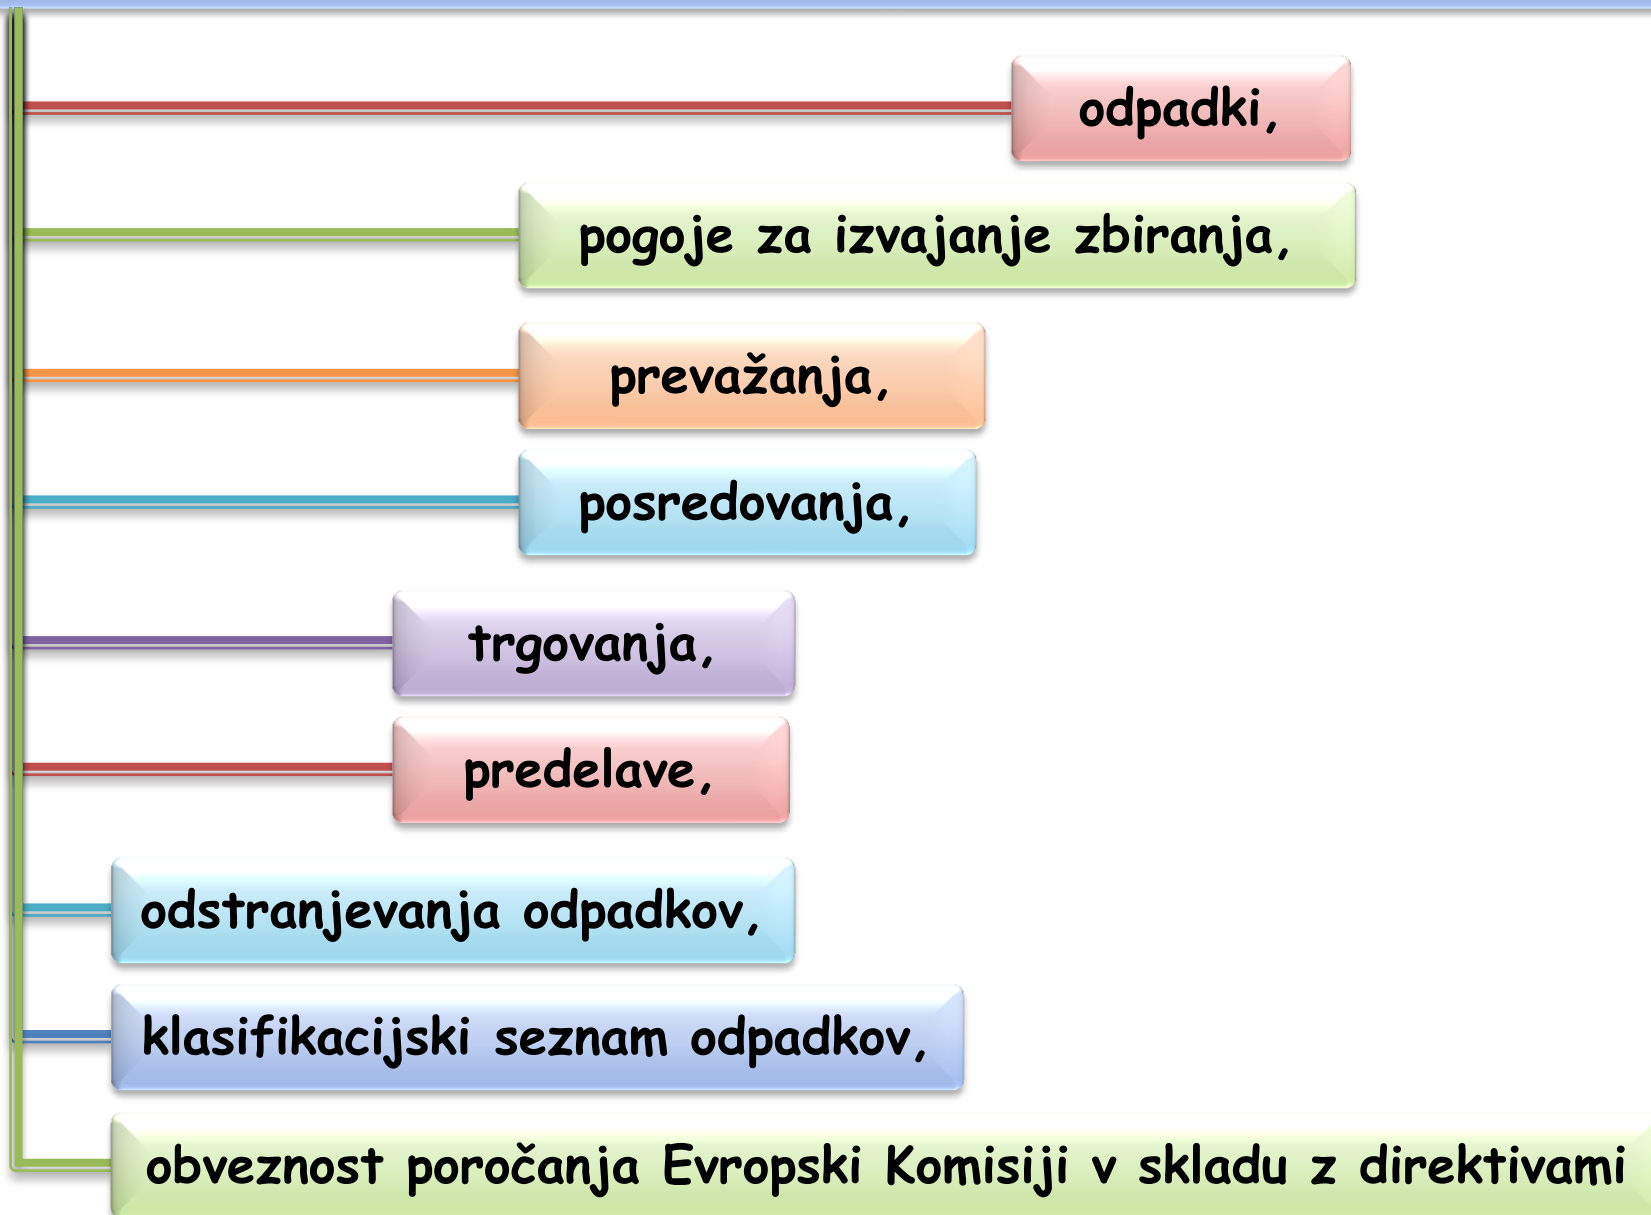 odpadki,
pogoje za izvajanje zbiranja,
prevažanja,
posredovanja,
trgovanja,
predelave,
odstranjevanja odpadkov,
klasifikacijski seznam odpadkov,
obveznost poročanja Evropski Komisiji v skladu z direktivami